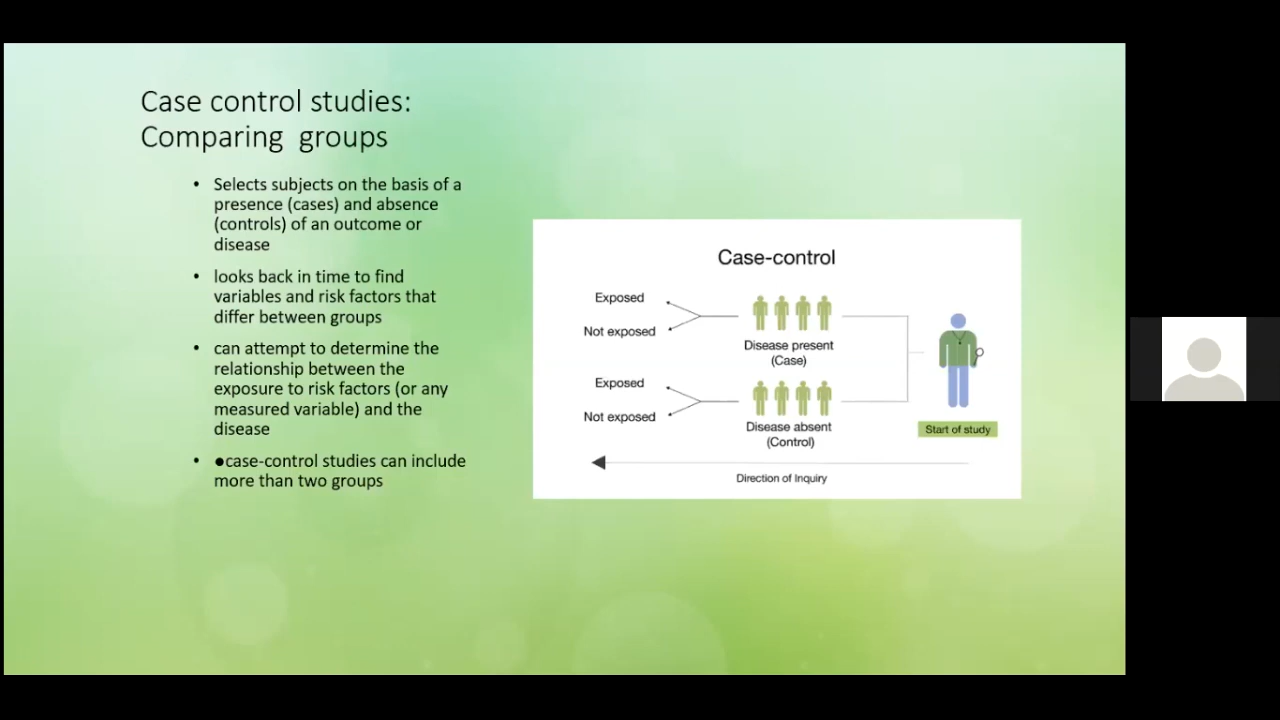 Case control studies:
Comparing  groups
• Selects subjects on the basis of a
presence (cases) and absence
(controls) of an outcome or
disease
• looks back in time to find
variables and risk factors that
differ between groups
• can attempt to determine the
relationship between the
exposure to risk factors (or any
measured variable) and the
disease
• ●case-control studies can include
more than two groups
Case-control
Exposed
Not exposed
Disease present
(Case)
Exposed
Not exposed
Disease absent
(Control)
Start of study
Direction of Inquiry